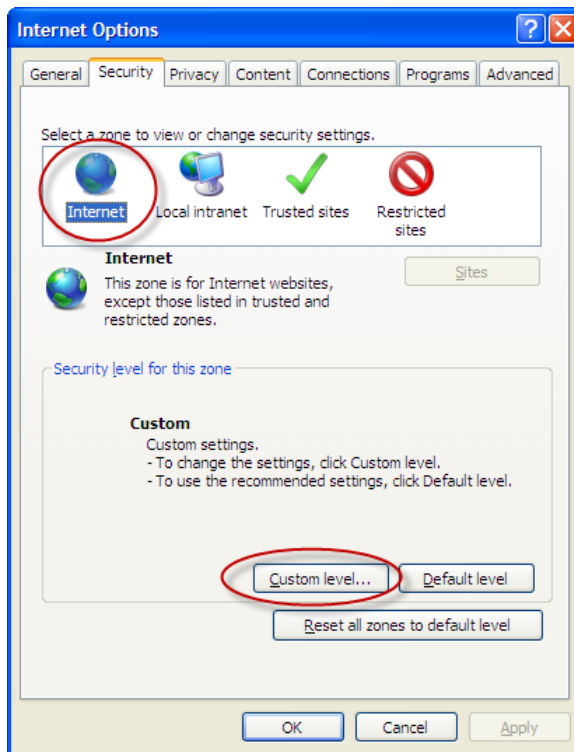 Internet Options
General Security Privacy Content Connections Programs Advanced
Select a zone to view or change security settings.
Internet Local intranet Trusted sites Restricted
sites
Internet
This zone is for Internet websites,
except those listed in trusted and
restricted zones.
Sites
Security level for this zone
Custom
Custom settings.
- To change the settings, click Custom level.
- To use the recommended settings, click Default level.
Custom level... Default level
Reset all zones to default level
OK Cancel Apply